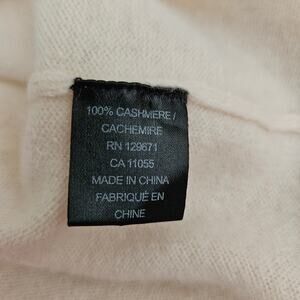 100% CASHMERE /
CACHEMIRE
RN 129671
CA 11055
MADE IN CHINA
FABRIQUÉ EN
CHINE